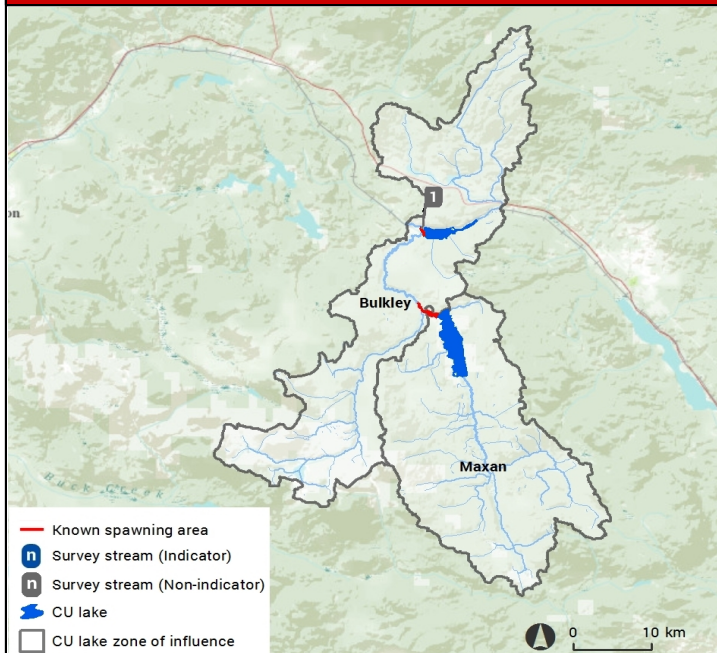 1
on
Bulkley
Maxan
Buck Creek
Known spawning area
n Survey stream (Indicator)
n Survey stream (Non-indicator)
CU lake
CU lake zone of influence
0 10 km